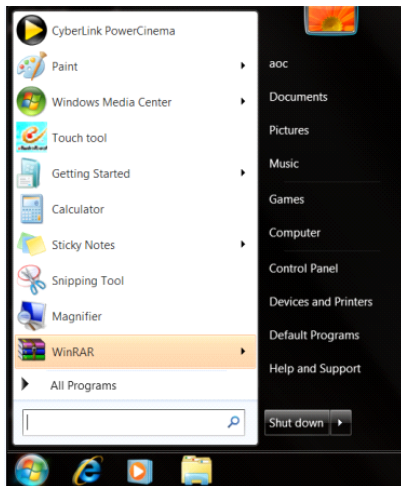 CyberLink PowerCinema
Paint
Windows Media Center
Touch tool
Getting Started
Calculator
Sticky Notes
Snipping Tool
Magnifier
WinRAR
All Programs
aoc
Documents
Pictures
Music
Games
Computer
Control Panel
Devices and Printers
Default Programs
Help and Support
Shut down